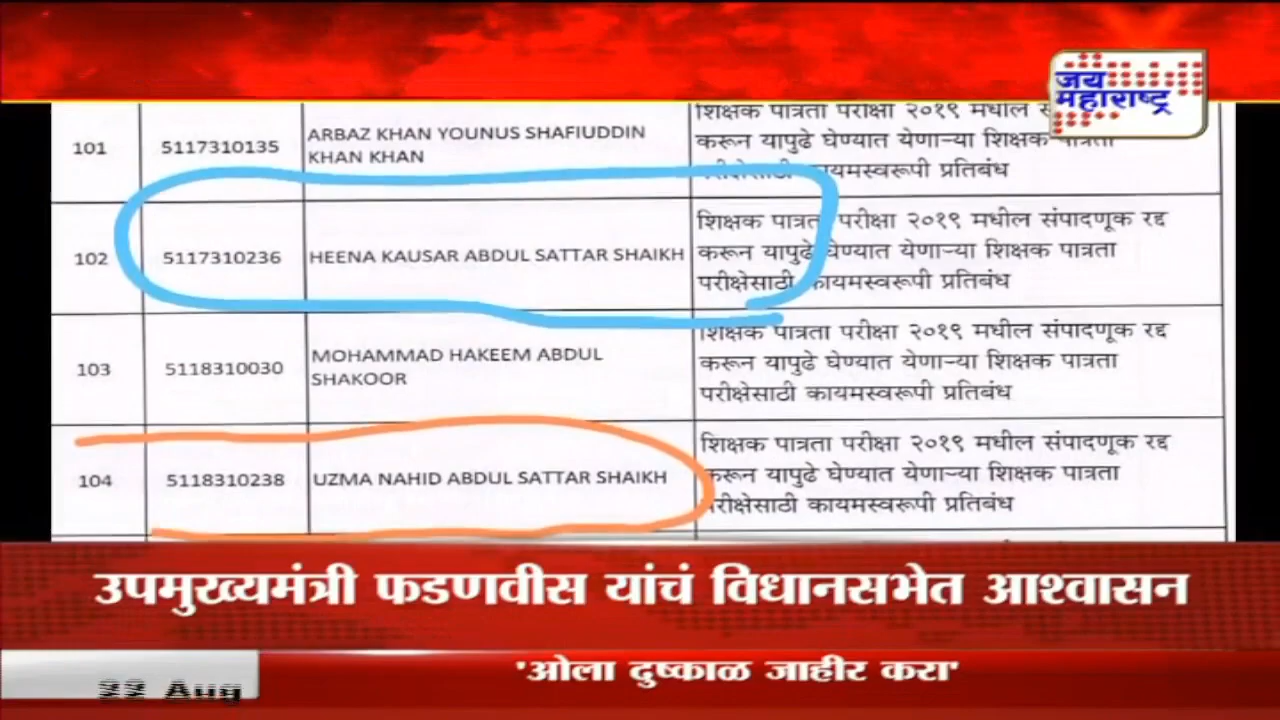 जय
महाराष्ट्र
101
5117310135
ARBAZ KHAN YOUNUS SHAFIUDDIN
KHAN KHAN
शिक्षक पात्रता परीक्षा २०१९ मधील
करून यापुढे घेण्यात येणाऱ्या शिक्षक पात्रता
परीक्षेसाठी कायमस्वरूपी प्रतिबंध
102
5117310236
HEENA KAUSAR ABDUL SATTAR SHAIKH
शिक्षक पात्रता परीक्षा २०१९ मधील संपादणूक रद्द
करून यापुढे घेण्यात येणाऱ्या शिक्षक पात्रता
परीक्षेसाठी कायमस्वरूपी प्रतिबंध
103
5118310030
MOHAMMAD HAKEEM ABDUL
SHAKOOR
शिक्षक पात्रता परीक्षा २०१९ मधील संपादणूक रद्द
करून यापुढे घेण्यात येणाऱ्या शिक्षक पात्रता
परीक्षेसाठी कायमस्वरूपी प्रतिबंध
104
5118310238
UZMA NAHID ABDUL SATTAR SHAIKH
शिक्षक पात्रता परीक्षा २०१९ मधील संपादणूक रद्द
करून यापुढे घेण्यात येणाऱ्या शिक्षक पात्रता
परीक्षेसाठी कायमस्वरूपी प्रतिबंध
उपमुख्यमंत्री फडणवीस यांचं विधानसभेत आश्वासन
'ओला दुष्काळ जाहीर करा'
22 Aug